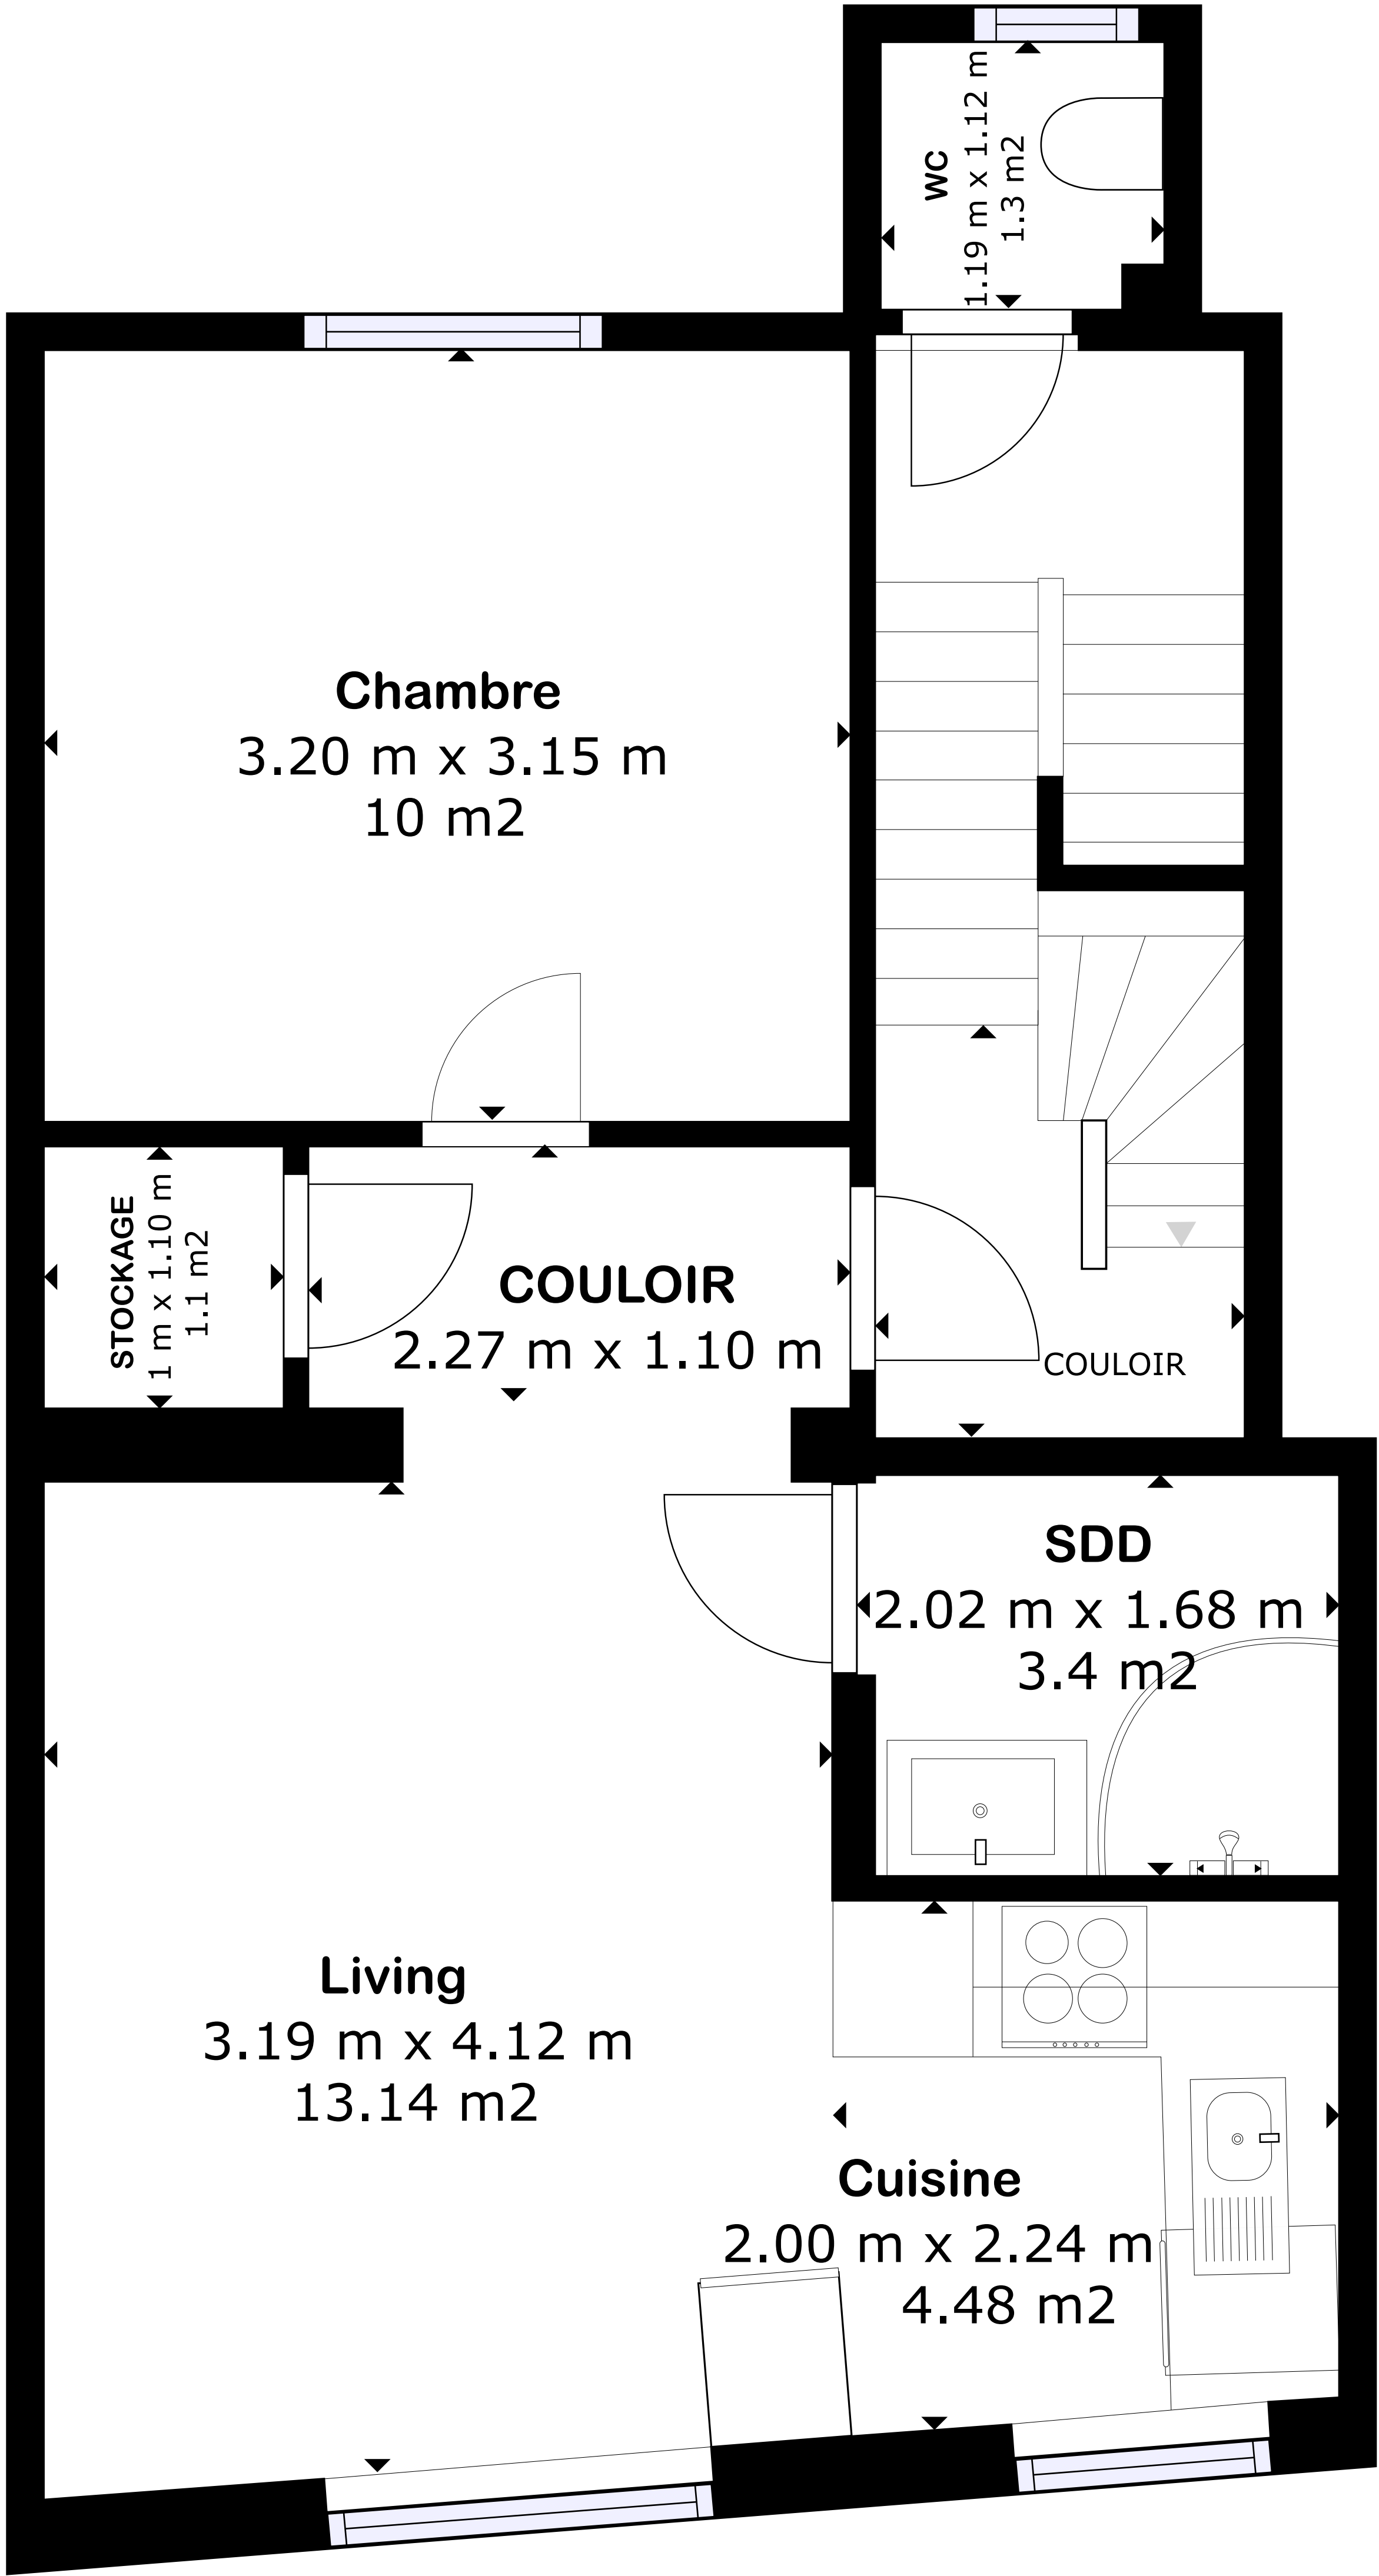 WC
1.19 m x 1.12 m
1.3 m2
Chambre
3.20 m x 3.15 m
10 m2
STOCKAGE
1 m x 1.10 m
1.1 m2
COULOIR
2.27 m x 1.10 m
COULOIR
SDD
2.02 m x 1.68 m
3.4 m2
Living
3.19 m x 4.12 m
13.14 m2
Cuisine
2.00 m x 2.24 m
4.48 m2